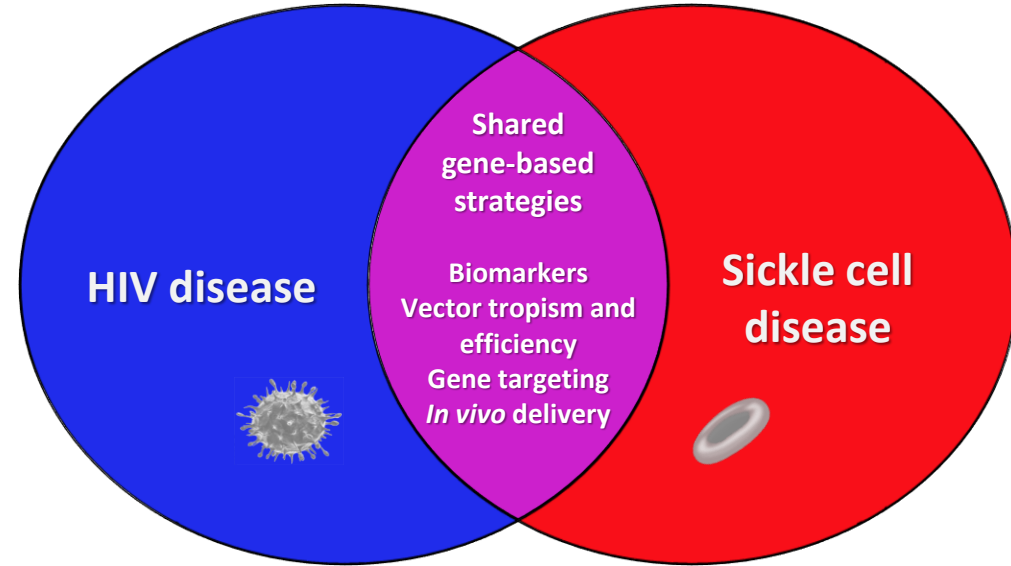 HIV disease
Shared
gene-based
strategies
Biomarkers
Vector tropism and
efficiency
Gene targeting
In vivo delivery
Sickle cell
disease